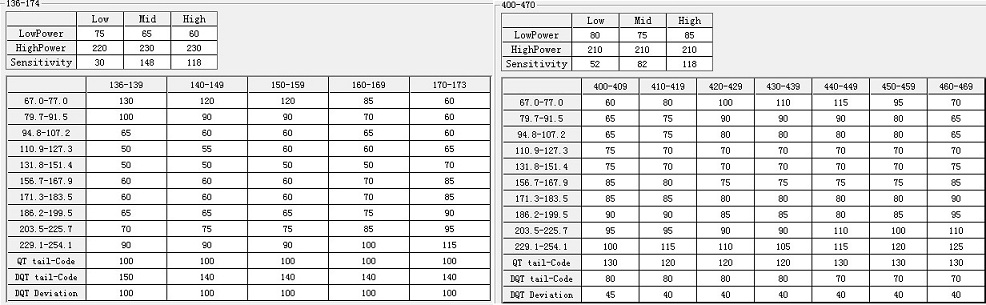 136-174
Low Mid High
LowPower 75 65 60
HighPower 220 230 230
Sensitivity 30 148 118
136-139 140-149 150-159 160-169 170-173
67.0-77.0 130 120 120 85 60
79.7-91.5 100 90 90 70 60
94.8-107.2 65 60 60 65 60
110.9-127.3 50 55 60 60 65
131.8-151.4 50 50 50 50 70
156.7-167.9 60 60 60 70 85
171.3-183.5 60 60 60 70 85
186.2-199.5 65 65 65 75 90
203.5-225.7 70 75 75 85 95
229.1-254.1 90 90 90 100 115
QT tail-Code 100 100 100 100 100
DQT tail-Code 150 140 140 140 140
DQT Deviation 100 100 100 100 100
400-470
Low Mid High
LowPower 80 75 85
HighPower 210 210 210
Sensitivity 52 82 118
400-409 410-419 420-429 430-439 440-449 450-459 460-469
67.0-77.0 60 80 100 110 115 95 70
79.7-91.5 65 75 90 90 90 80 65
94.8-107.2 65 75 80 80 80 80 65
110.9-127.3 75 70 70 70 70 70 70
131.8-151.4 75 70 70 70 70 70 75
156.7-167.9 85 80 75 75 75 75 85
171.3-183.5 85 85 80 80 80 80 90
186.2-199.5 90 90 85 80 85 85 95
203.5-225.7 95 95 90 90 110 100 110
229.1-254.1 100 115 110 105 115 120 125
QT tail-Code 130 120 120 120 130 130 130
DQT tail-Code 80 80 80 70 70 70 70
DQT Deviation 45 40 40 40 40 40 40